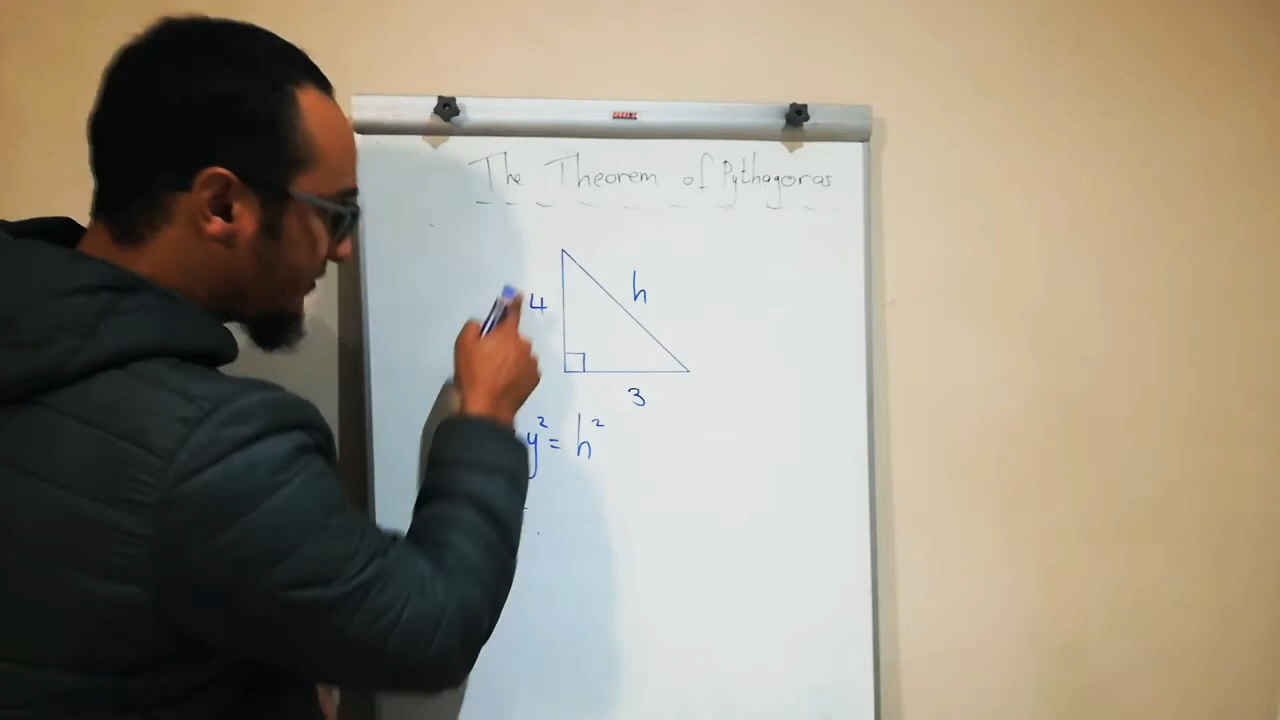 The Theorem of Pythagoras
h
4
3
y² = h²